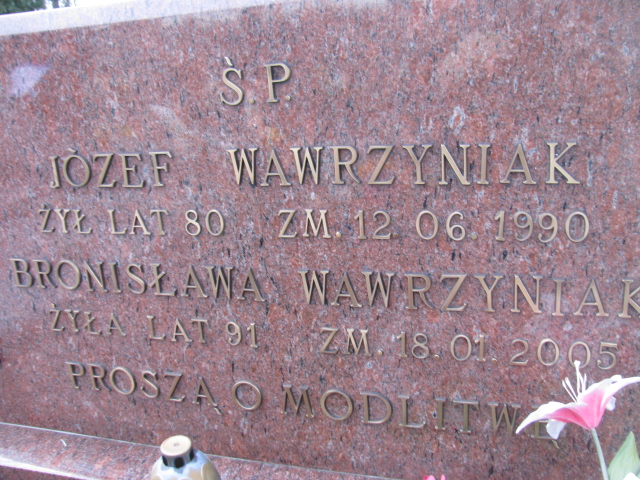 Ś.P.
JÓZEF WAWRZYNIAK
ŻYŁ LAT 80 ZM. 12.06.1990
BRONISŁAWA WAWRZYNIAK
ŻYŁA LAT 91 ZM. 18.01.2005
PROSZĄ O MODLITWĘ